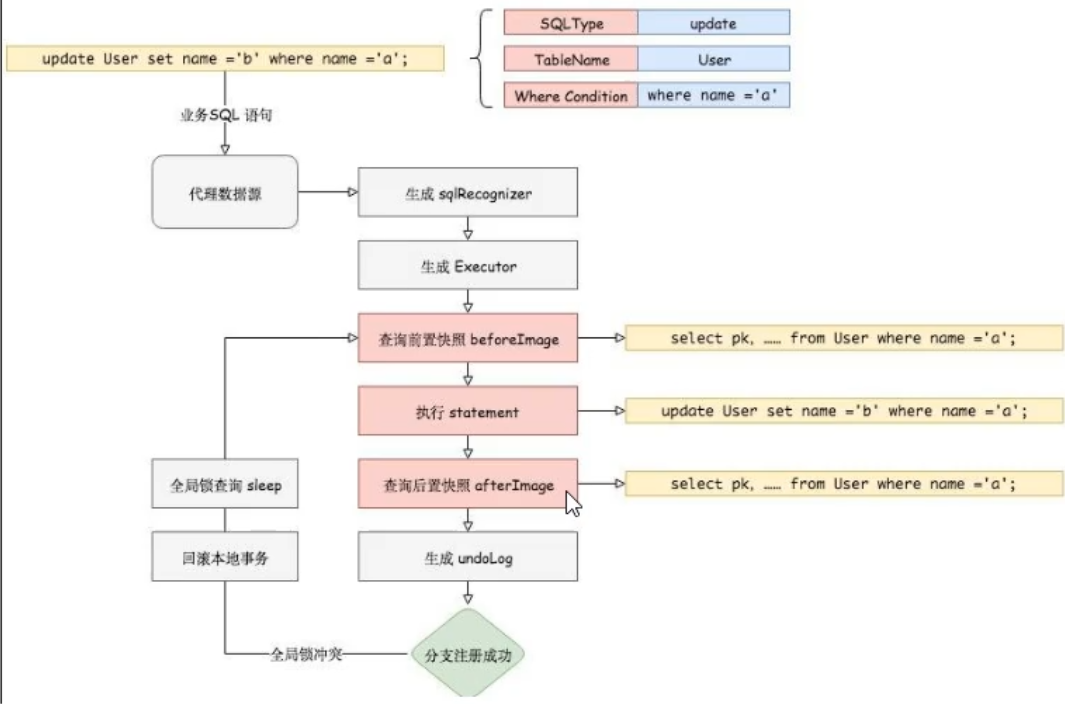 SQLType update
update User set name ='b' where name ='a';
TableName User
Where Condition where name ='a'
业务SQL 语句
代理数据源
生成 sqlRecognizer
生成 Executor
查询前置快照 beforeImage
select pk, …… from User where name ='a';
执行 statement
update User set name ='b' where name ='a';
全局锁查询 sleep
查询后置快照 afterImage
select pk, …… from User where name ='a';
回滚本地事务
生成 undoLog
全局锁冲突
分支注册成功